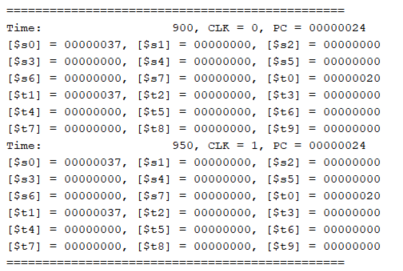 ==============================================
Time: 900, CLK = 0, PC = 00000024
[$s0] = 00000037, [$s1] = 00000000, [$s2] = 00000000
[$s3] = 00000000, [$s4] = 00000000, [$s5] = 00000000
[$s6] = 00000000, [$s7] = 00000000, [$t0] = 00000020
[$t1] = 00000037, [$t2] = 00000000, [$t3] = 00000000
[$t4] = 00000000, [$t5] = 00000000, [$t6] = 00000000
[$t7] = 00000000, [$t8] = 00000000, [$t9] = 00000000
Time: 950, CLK = 1, PC = 00000024
[$s0] = 00000037, [$s1] = 00000000, [$s2] = 00000000
[$s3] = 00000000, [$s4] = 00000000, [$s5] = 00000000
[$s6] = 00000000, [$s7] = 00000000, [$t0] = 00000020
[$t1] = 00000037, [$t2] = 00000000, [$t3] = 00000000
[$t4] = 00000000, [$t5] = 00000000, [$t6] = 00000000
[$t7] = 00000000, [$t8] = 00000000, [$t9] = 00000000
==============================================